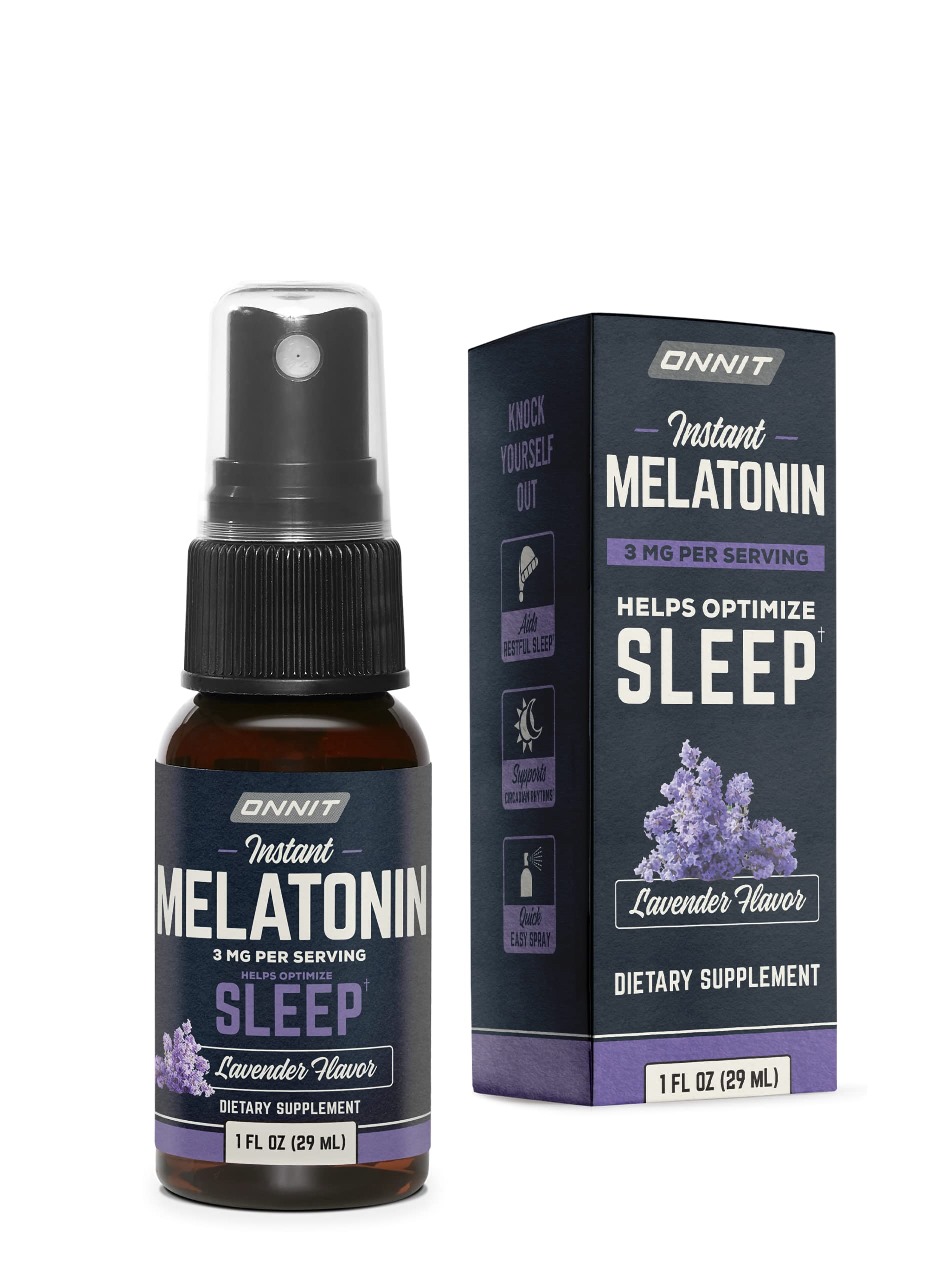 ONNIT
Instant
MELATONIN
3 MG PER SERVING
HELPS OPTIMIZE
SLEEP†
Lavender Flavor
DIETARY SUPPLEMENT
1 FL OZ (29 ML)
KNOCK
YOURSELF
OUT
Aids
RESTFUL SLEEP†
Supports
CIRCADIAN RHYTHMS†
Quick
EASY SPRAY
ONNIT
Instant
MELATONIN
3 MG PER SERVING
HELPS OPTIMIZE
SLEEP†
Lavender Flavor
DIETARY SUPPLEMENT
1 FL OZ (29 ML)